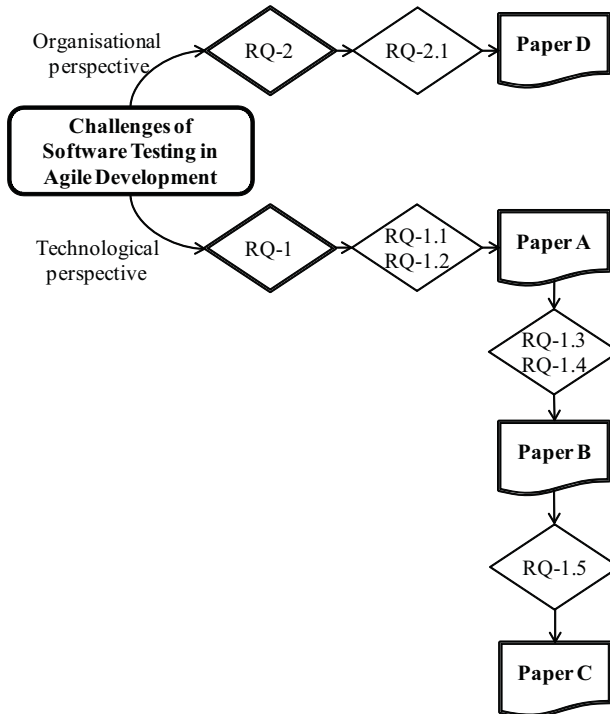 Organisational
perspective
RQ-2
RQ-2.1
Paper D
Challenges of
Software Testing in
Agile Development
Technological
perspective
RQ-1
RQ-1.1
RQ-1.2
Paper A
RQ-1.3
RQ-1.4
Paper B
RQ-1.5
Paper C